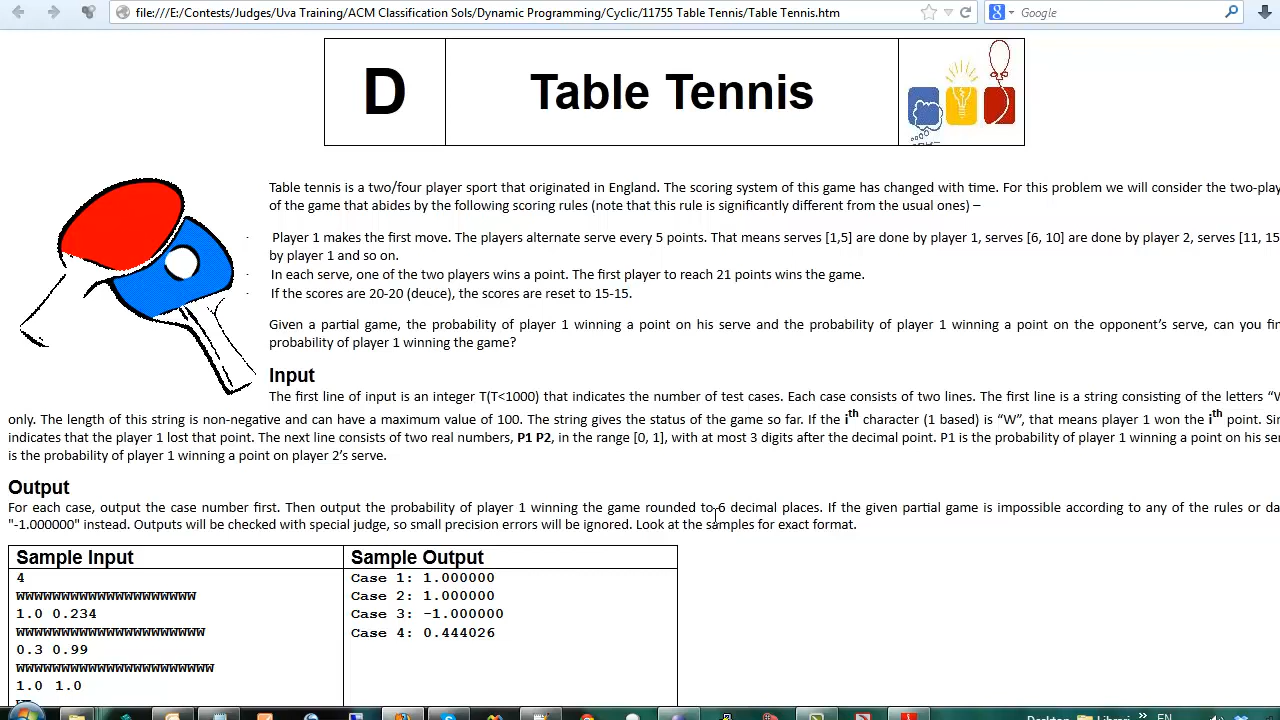 file:///E:/Contests/Judges/Uva Training/ACM Classification Sols/Dynamic Programming/Cyclic/11755 Table Tennis/Table Tennis.htm
Google
D
Table Tennis
Table tennis is a two/four player sport that originated in England. The scoring system of this game has changed with time. For this problem we will consider the two-play
of the game that abides by the following scoring rules (note that this rule is significantly different from the usual ones) –
· Player 1 makes the first move. The players alternate serve every 5 points. That means serves [1,5] are done by player 1, serves [6, 10] are done by player 2, serves [11, 15
by player 1 and so on.
· In each serve, one of the two players wins a point. The first player to reach 21 points wins the game.
· If the scores are 20-20 (deuce), the scores are reset to 15-15.
Given a partial game, the probability of player 1 winning a point on his serve and the probability of player 1 winning a point on the opponent's serve, can you fin
probability of player 1 winning the game?
Input
The first line of input is an integer T(T<1000) that indicates the number of test cases. Each case consists of two lines. The first line is a string consisting of the letters “W
only. The length of this string is non-negative and can have a maximum value of 100. The string gives the status of the game so far. If the i^th character (1 based) is “W”, that means player 1 won the i^th point. Sin
indicates that the player 1 lost that point. The next line consists of two real numbers, P1 P2, in the range [0, 1], with at most 3 digits after the decimal point. P1 is the probability of player 1 winning a point on his ser
is the probability of player 1 winning a point on player 2's serve.
Output
For each case, output the case number first. Then output the probability of player 1 winning the game rounded to 6 decimal places. If the given partial game is impossible according to any of the rules or da
"-1.000000" instead. Outputs will be checked with special judge, so small precision errors will be ignored. Look at the samples for exact format.
Sample Input
Sample Output
4
Case 1: 1.000000
WWWWWWWWWWWWWWWWWWWW
Case 2: 1.000000
1.0 0.234
Case 3: -1.000000
WWWWWWWWWWWWWWWWWWWWW
Case 4: 0.444026
0.3 0.99
WWWWWWWWWWWWWWWWWWWWWW
1.0 1.0
Desktop
Librari
EN